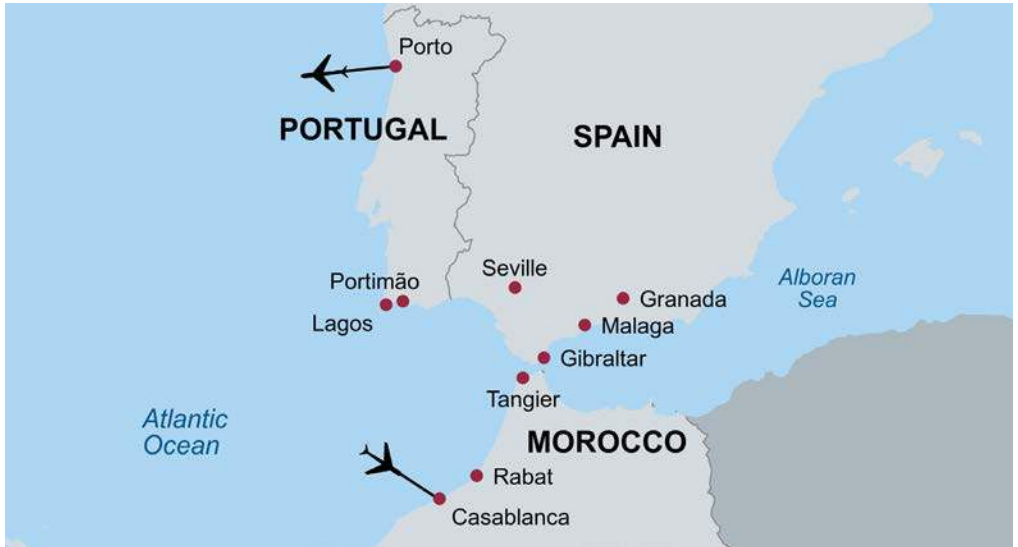 Porto
PORTUGAL
SPAIN
Seville
Portimão
Lagos
Granada
Malaga
Alboran
Sea
Gibraltar
Tangier
Atlantic
Ocean
MOROCCO
Rabat
Casablanca